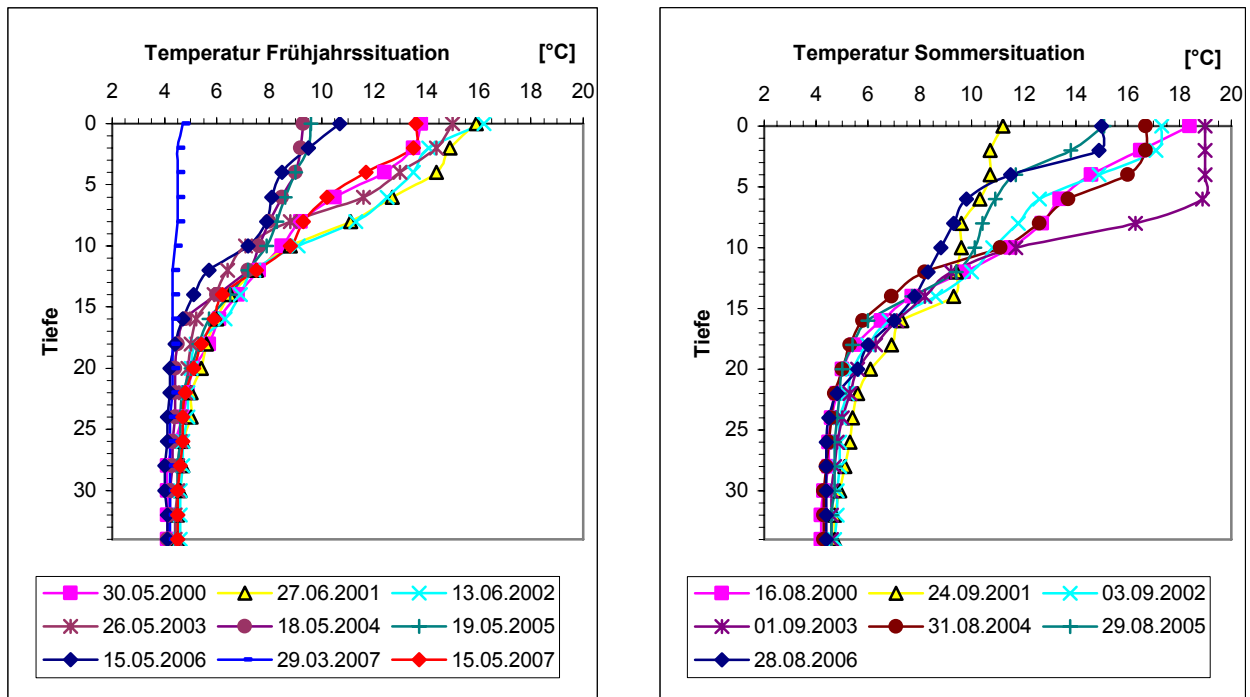 Temperatur Frühjahrssituation [°C]
2 4 6 8 10 12 14 16 18 20
0
5
10
15
20
25
30
Tiefe
30.05.2000 27.06.2001 13.06.2002
26.05.2003 18.05.2004 19.05.2005
15.05.2006 29.03.2007 15.05.2007
Temperatur Sommersituation [°C]
2 4 6 8 10 12 14 16 18 20
0
5
10
15
20
25
30
Tiefe
16.08.2000 24.09.2001 03.09.2002
01.09.2003 31.08.2004 29.08.2005
28.08.2006